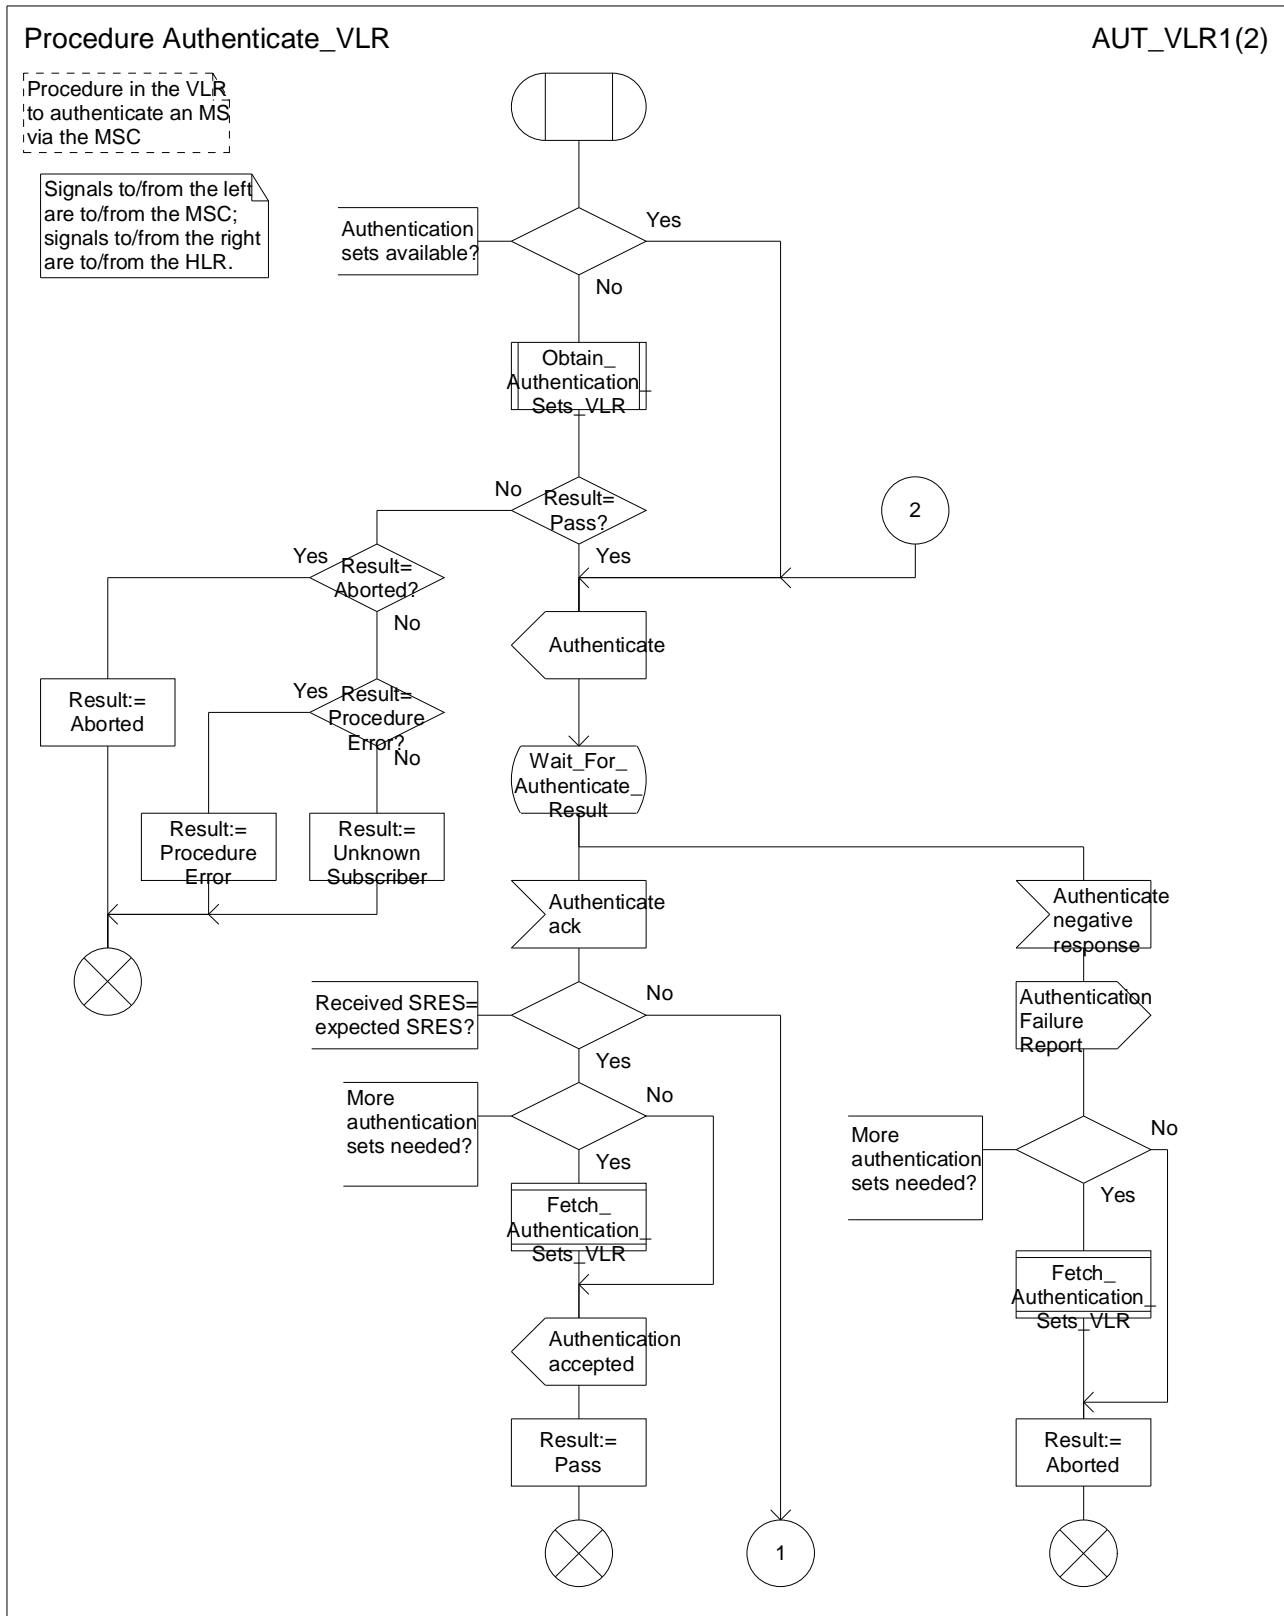 Procedure Authenticate_VLR
AUT_VLR1(2)
Procedure in the VLR
to authenticate an MS
via the MSC
Signals to/from the left
are to/from the MSC;
signals to/from the right
are to/from the HLR.
Authentication
sets available?
Yes
No
Obtain_
Authentication_
Sets_VLR
No
Result=
Pass?
Yes
2
Yes
Result=
Aborted?
No
Authenticate
Result:=
Aborted
Yes
Result=
Procedure
Error?
No
Wait_For_
Authenticate_
Result
Result:=
Procedure
Error
Result:=
Unknown
Subscriber
Authenticate
ack
Authenticate
negative
response
Received SRES=
expected SRES?
No
Yes
Authentication
Failure
Report
More
authentication
sets needed?
No
Yes
More
authentication
sets needed?
No
Yes
Fetch_
Authentication_
Sets_VLR
Fetch_
Authentication_
Sets_VLR
Authentication
accepted
Result:=
Pass
Result:=
Aborted
1